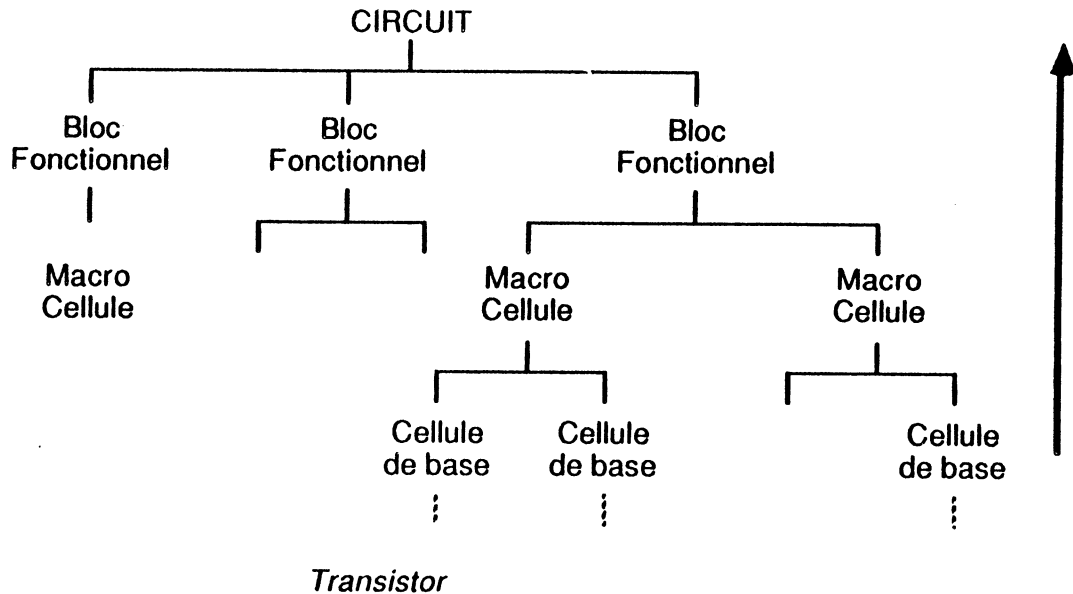 CIRCUIT
Bloc
Fonctionnel
Bloc
Fonctionnel
Bloc
Fonctionnel
Macro
Cellule
Macro
Cellule
Macro
Cellule
Cellule
de base
Cellule
de base
Cellule
de base
Transistor